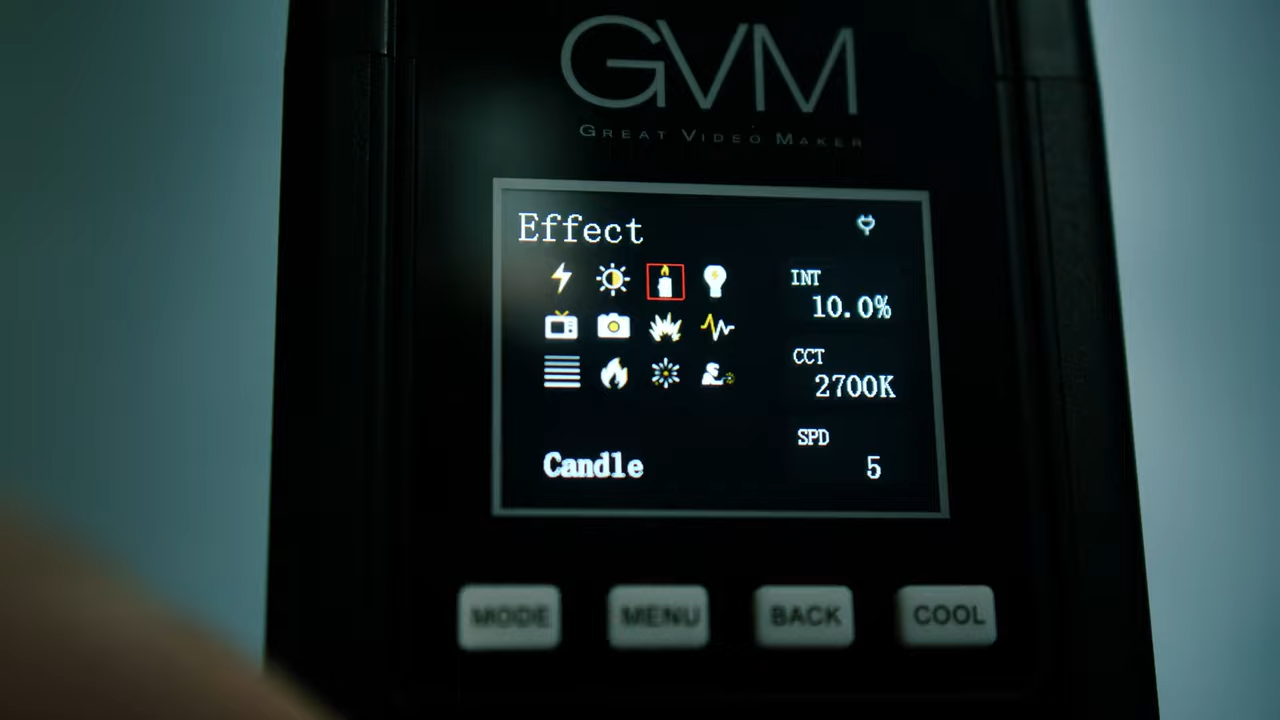 GVM
GREAT VIDEO MAKER
Effect
INT
10.0%
CCT
2700K
SPD
5
Candle
MODE
MENU
BACK
COOL